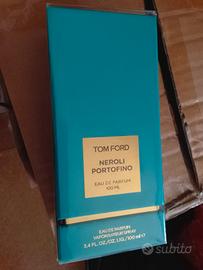 TOM FORD
NEROLI
PORTOFINO
EAU DE PARFUM
100 ML
EAU DE PARFUM
VAPORISATEUR SPRAY
3.4 FL.OZ./OZ.LIQ./100 ml ℮
subito